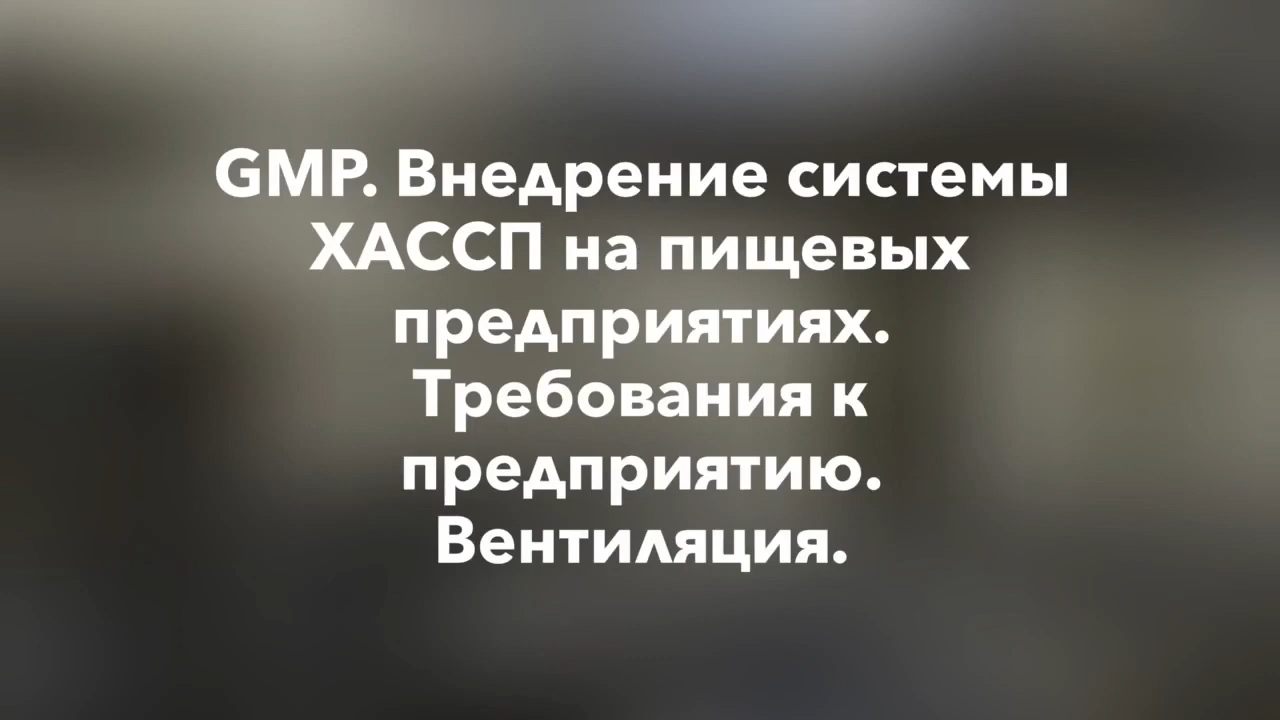 GMP. Внедрение системы
ХАССП на пищевых
предприятиях.
Требования к
предприятию.
Вентиляция.